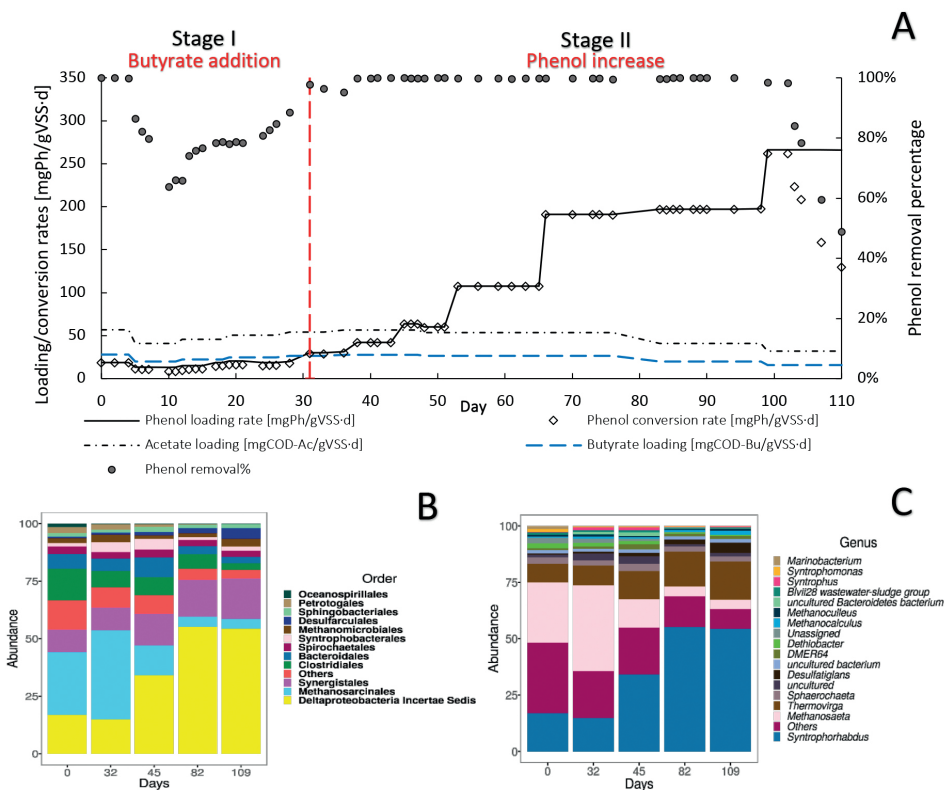 A
Stage I
Butyrate addition
Stage II
Phenol increase
Loading/conversion rates [mgPh/gVSS·d]
350
300
250
200
150
100
50
0
100%
80%
60%
40%
20%
0%
Phenol removal percentage
0 10 20 30 40 50 60 70 80 90 100 110
Day
Phenol loading rate [mgPh/gVSS·d]
Phenol conversion rate [mgPh/gVSS·d]
Acetate loading [mgCOD-Ac/gVSS·d]
Butyrate loading [mgCOD-Bu/gVSS·d]
Phenol removal%
B
Abundance
100
75
50
25
0
0 32 45 82 109
Days
Order
Oceanospirillales
Petrotogales
Sphingobacteriales
Desulfarculales
Methanomicrobiales
Syntrophobacterales
Spirochaetales
Bacteroidales
Clostridiales
Others
Synergistales
Methanosarcinales
Deltaproteobacteria Incertae Sedis
C
Abundance
100
75
50
25
0
0 32 45 82 109
Days
Genus
Marinobacterium
Syntrophomonas
Syntrophus
Blvii28 wastewater-sludge group
uncultured Bacteroidetes bacterium
Methanoculleus
Methanocalculus
Unassigned
Dethiobacter
DMER64
uncultured bacterium
Desulfatiglans
uncultured
Sphaerochaeta
Thermovirga
Methanosaeta
Others
Syntrophorhabdus